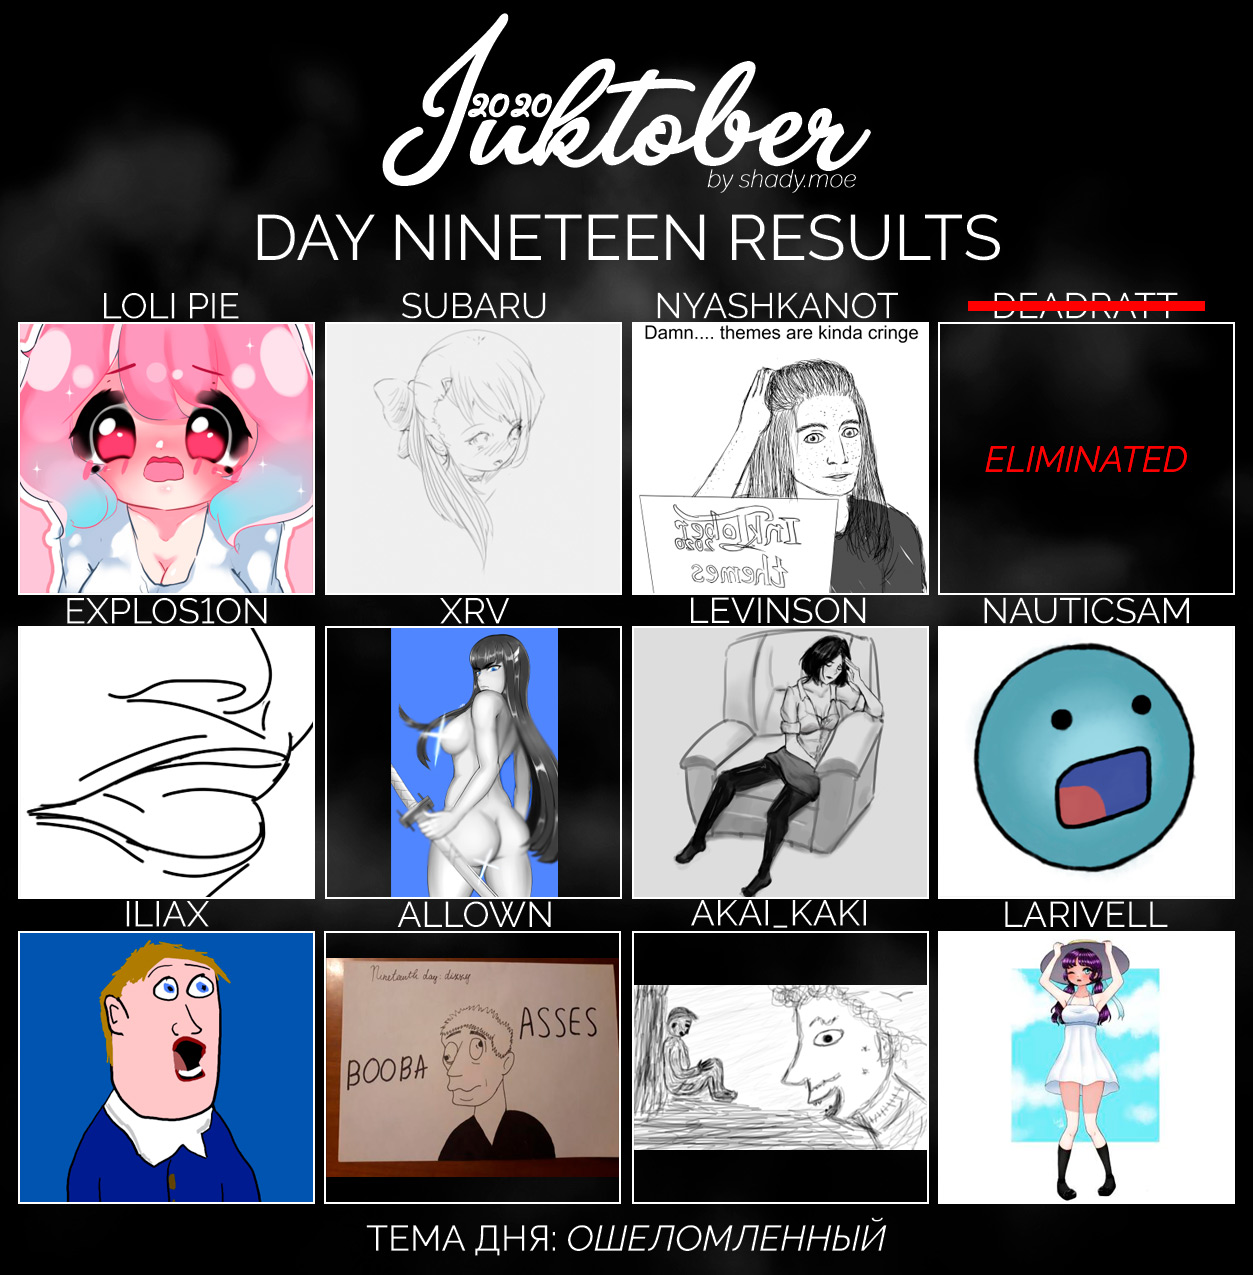 2020
Inktober
by shady.moe
DAY NINETEEN RESULTS
LOLI PIE
SUBARU
NYASHKANOT
DEADRATT
Damn.... themes are kinda cringe
Inktober
2020
themes
ELIMINATED
EXPLOS1ON
XRV
LEVINSON
NAUTICSAM
ILIAX
ALLOWN
AKAI_KAKI
LARIVELL
Nineteenth day: dizzy
ASSES
BOOBA
ТЕМА ДНЯ: ОШЕЛОМЛЕННЫЙ